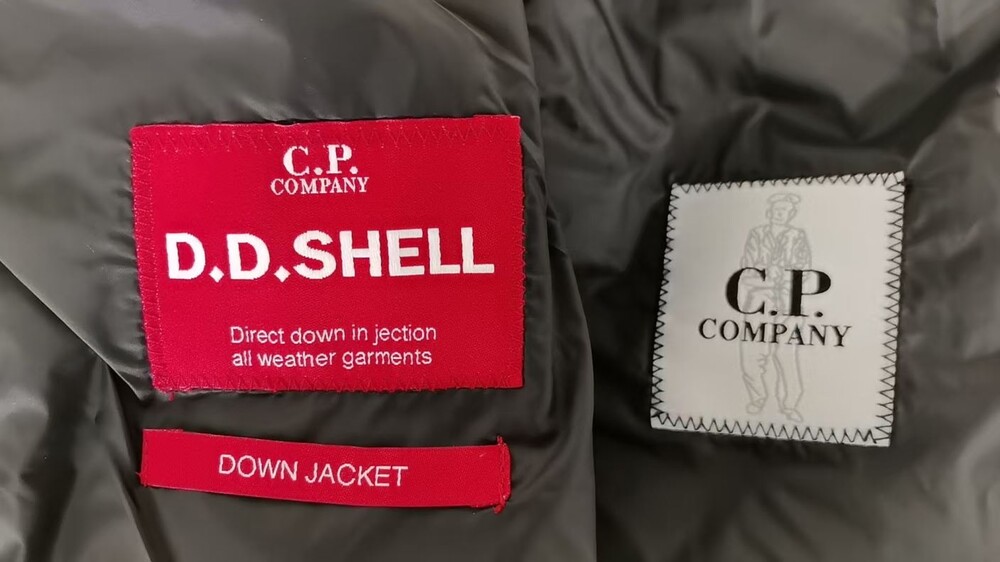 C.P.
COMPANY
D.D.SHELL
Direct down in jection
all weather garments
DOWN JACKET
C.P.
COMPANY